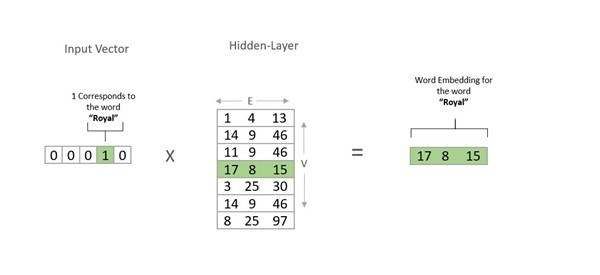 Input Vector
Hidden-Layer
1 Corresponds to
the word
“Royal”
0 0 0 1 0
X
E
1 4 13
14 9 46
11 9 46
17 8 15
3 25 30
14 9 46
8 25 97
V
=
Word Embedding for
the word
“Royal”
17 8 15